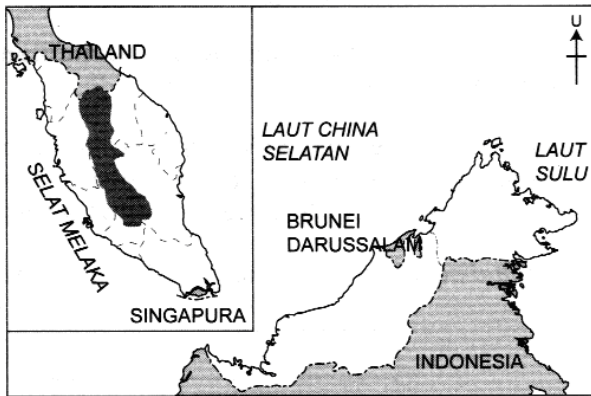 THAILAND
SELAT MELAKA
SINGAPURA
LAUT CHINA
SELATAN
U
LAUT
SULU
BRUNEI
DARUSSALAM
INDONESIA